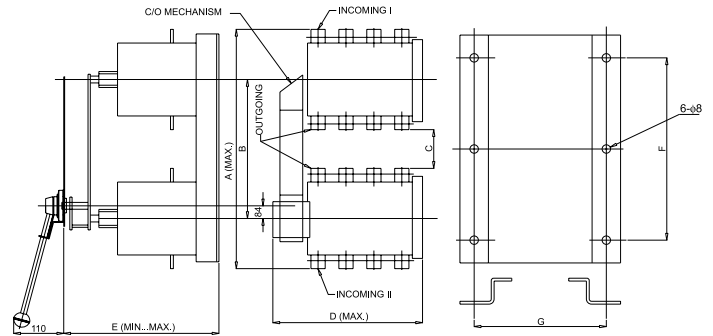 C/O MECHANISM
INCOMING I
OUTGOING
A (MAX.)
B
C
84
6-ϕ8
F
110
E (MIN...MAX.)
D (MAX.)
INCOMING II
G